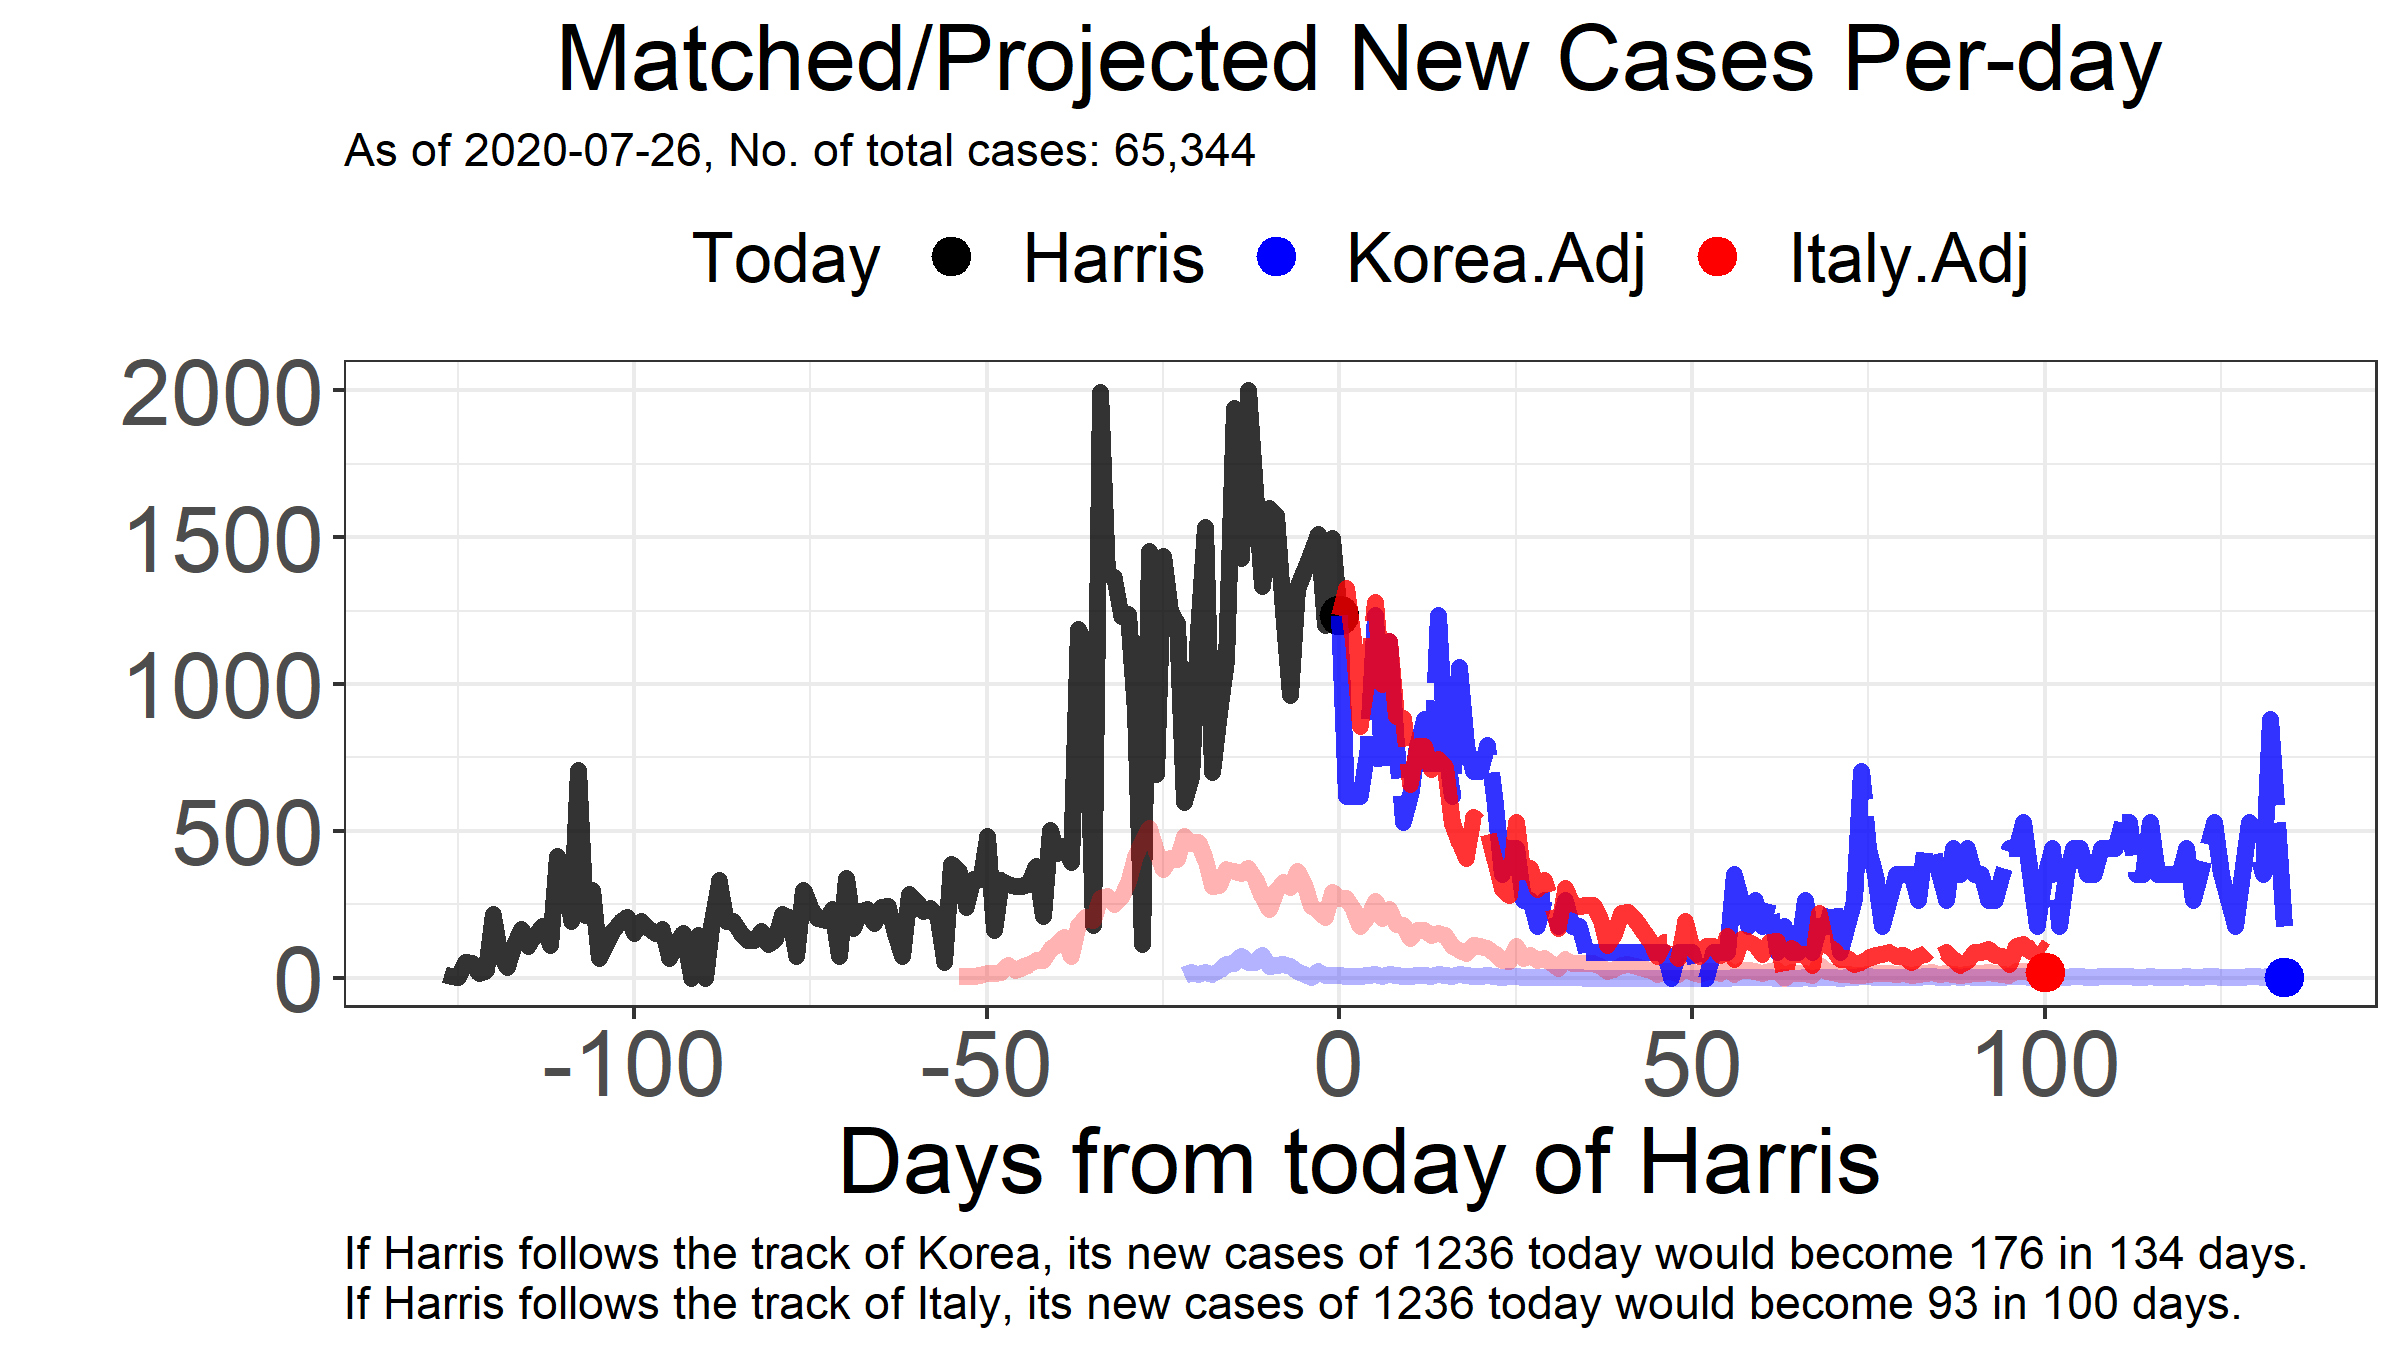 Matched/Projected New Cases Per-day
As of 2020-07-26, No. of total cases: 65,344
Today Harris Korea.Adj Italy.Adj
2000
1500
1000
500
0
-100 -50 0 50 100
Days from today of Harris
If Harris follows the track of Korea, its new cases of 1236 today would become 176 in 134 days.
If Harris follows the track of Italy, its new cases of 1236 today would become 93 in 100 days.